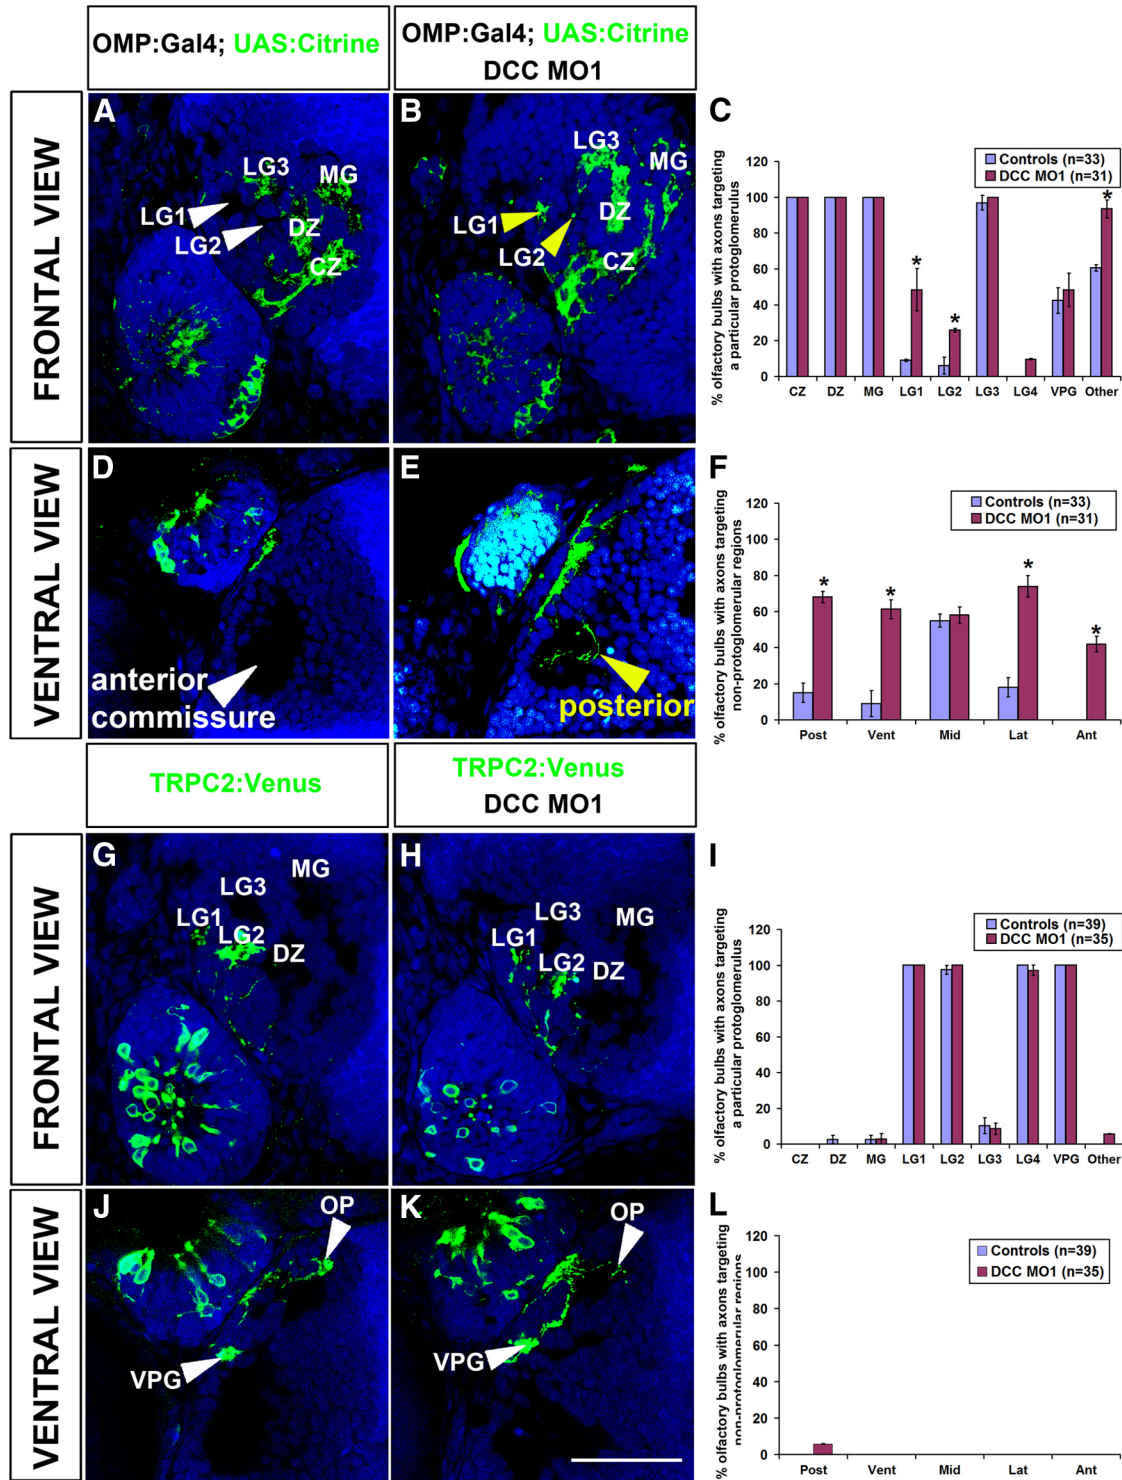 OMP:Gal4; UAS:Citrine
OMP:Gal4; UAS:Citrine
DCC MO1
FRONTAL VIEW
A
LG3
MG
LG1
LG2
DZ
CZ
B
LG3
MG
LG1
DZ
LG2
CZ
C
% olfactory bulbs with axons targeting
a particular protoglomerulus
120
100
80
60
40
20
0
Controls (n=33)
DCC MO1 (n=31)
*
*
*
CZ DZ MG LG1 LG2 LG3 LG4 VPG Other
VENTRAL VIEW
D
anterior
commissure
E
posterior
F
% olfactory bulbs with axons targeting
non-protoglomerular regions
120
100
80
60
40
20
0
Controls (n=33)
DCC MO1 (n=31)
*
*
*
*
Post Vent Mid Lat Ant
TRPC2:Venus
TRPC2:Venus
DCC MO1
FRONTAL VIEW
G
MG
LG3
LG1
LG2
DZ
H
LG3
MG
LG1
LG2
DZ
I
% olfactory bulbs with axons targeting
a particular protoglomerulus
120
100
80
60
40
20
0
Controls (n=39)
DCC MO1 (n=35)
CZ DZ MG LG1 LG2 LG3 LG4 VPG Other
VENTRAL VIEW
J
OP
VPG
K
OP
VPG
L
% olfactory bulbs with axons targeting
non-protoglomerular regions
120
100
80
60
40
20
0
Controls (n=39)
DCC MO1 (n=35)
Post Vent Mid Lat Ant